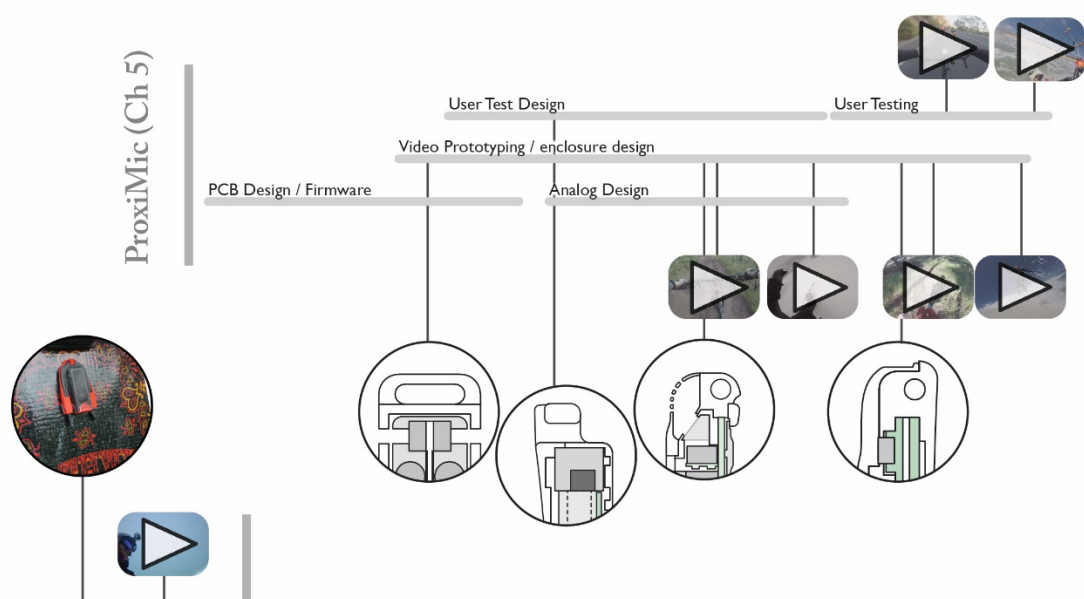 ProxiMic (Ch 5)
User Test Design
User Testing
Video Prototyping / enclosure design
PCB Design / Firmware
Analog Design